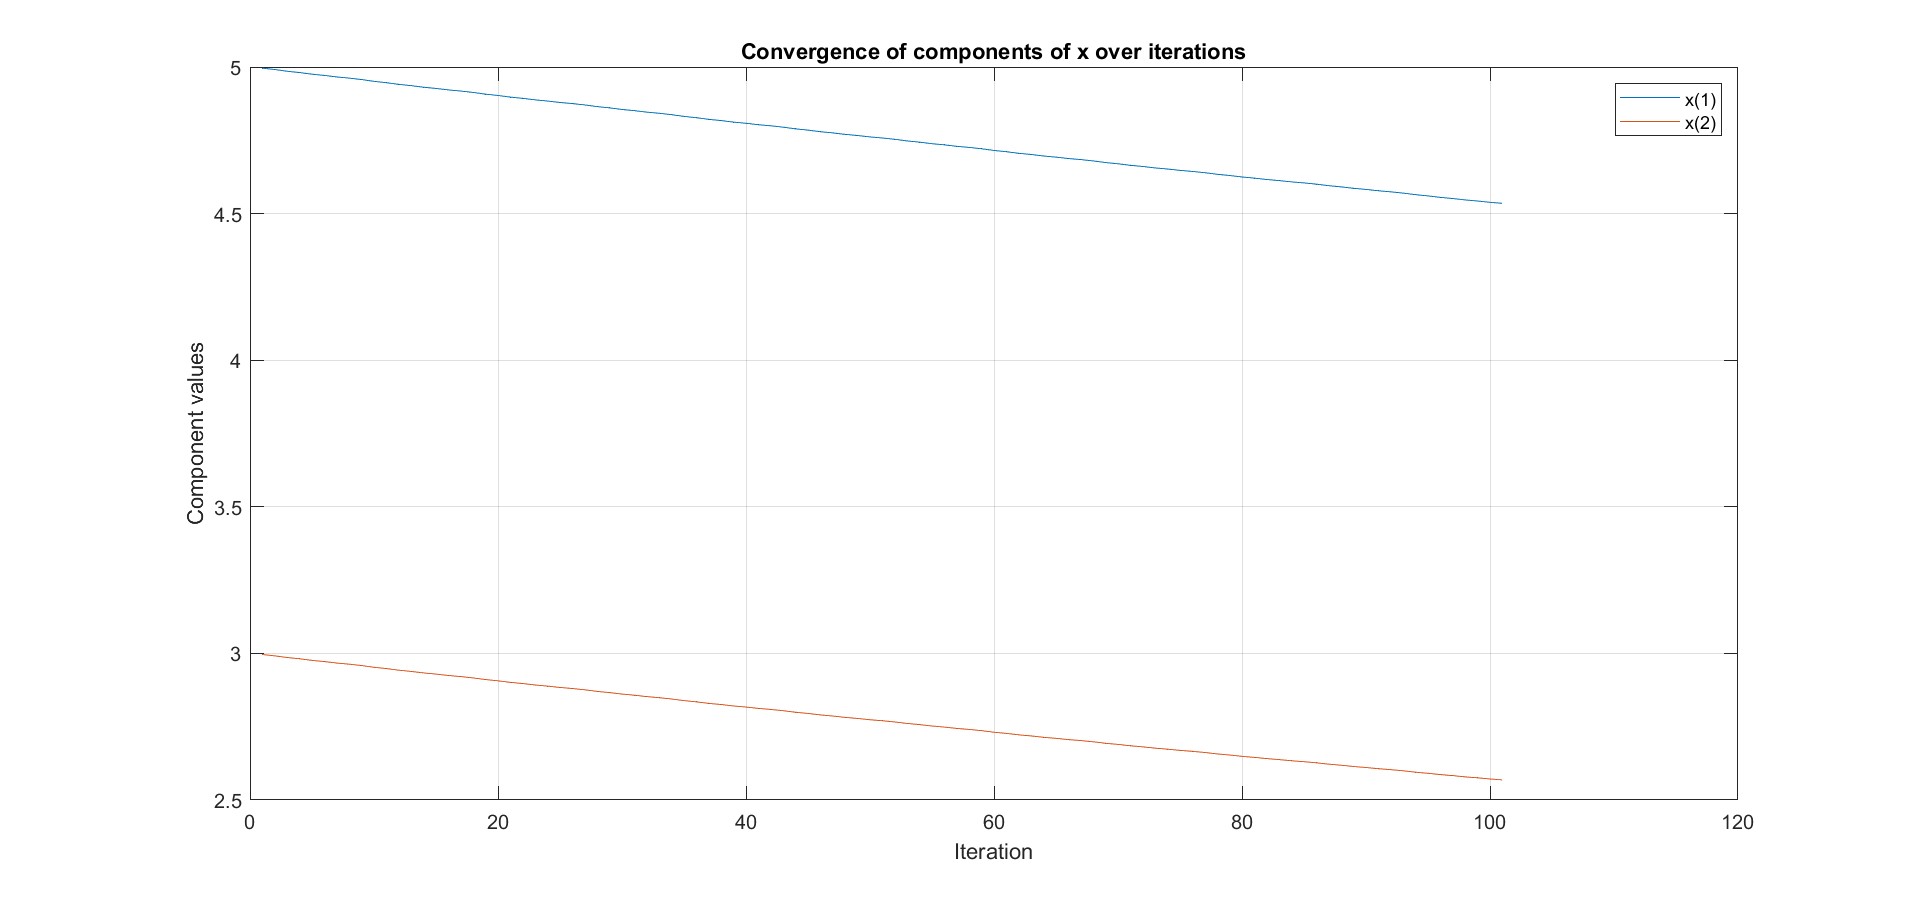 Convergence of components of x over iterations
x(1)
x(2)
5
4.5
4
3.5
3
2.5
Component values
0 20 40 60 80 100 120
Iteration